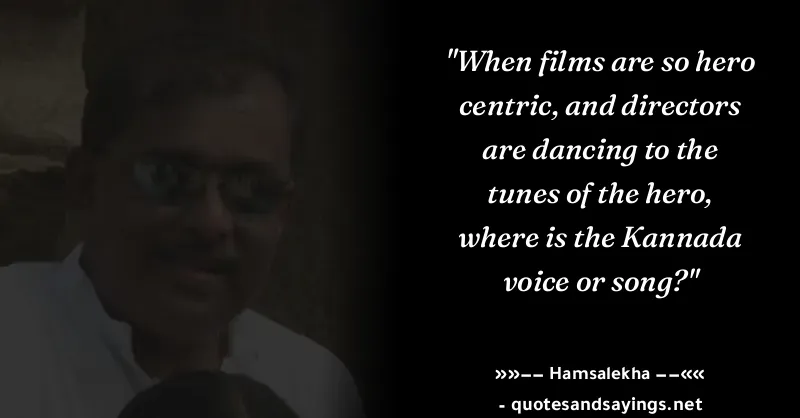 "When films are so hero
centric, and directors
are dancing to the
tunes of the hero,
where is the Kannada
voice or song?"
»»–– Hamsalekha ––««
- quotesandsayings.net